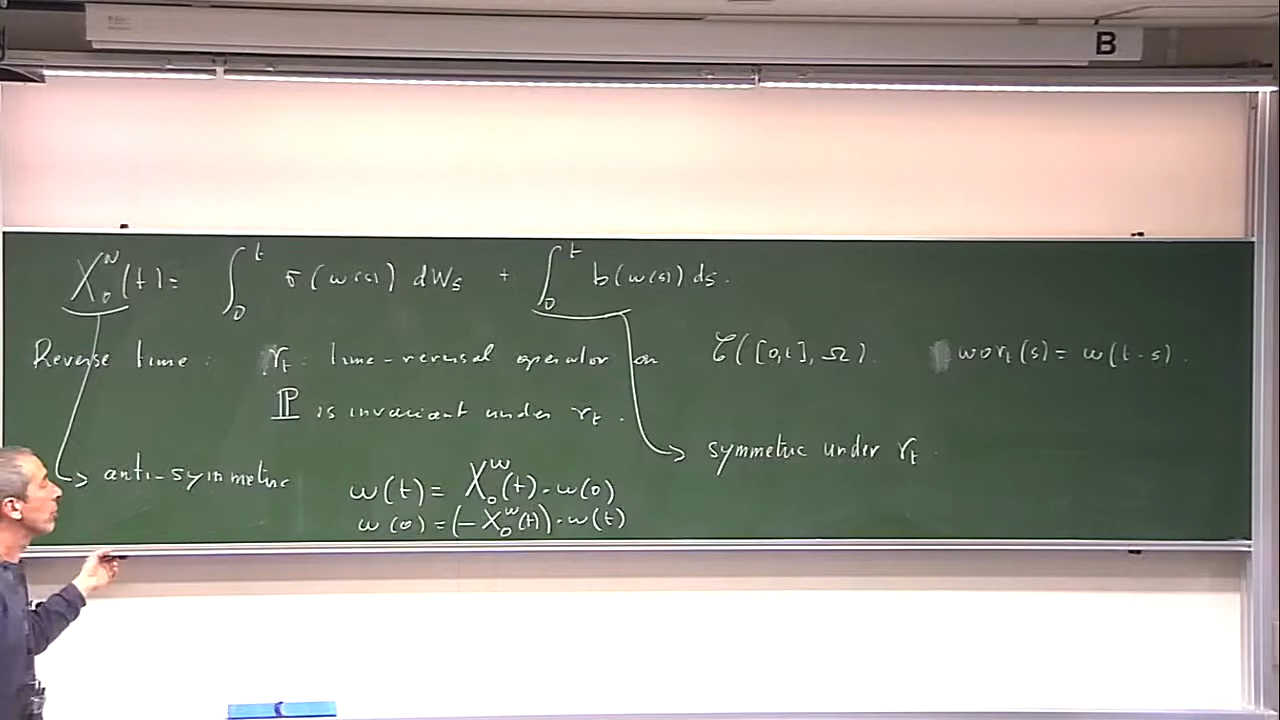 B
X_0^ω(t) = ∫_0^t σ(ω(s)) dW_s + ∫_0^t b(ω(s)) ds.
Reverse time : r_t : time-reversal operator on C([0,t], Ω). ω∘r_t(s) = ω(t-s).
ℙ is invariant under r_t.
→ symmetric under r_t
→ anti-symmetric
ω(t) = X_0^ω(t)·ω(0)
ω(0) = (-X_0^ω(t))·ω(t)